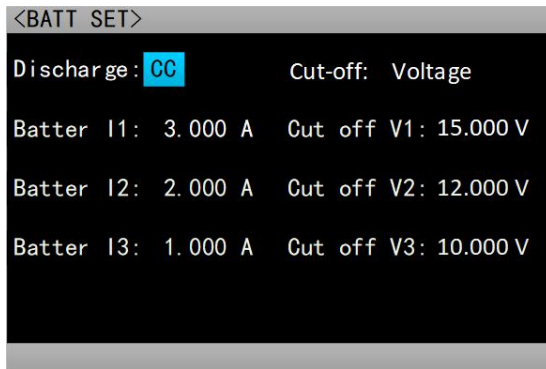 <BATT SET>
Discharge: CC Cut-off: Voltage
Batter I1: 3.000 A Cut off V1: 15.000 V
Batter I2: 2.000 A Cut off V2: 12.000 V
Batter I3: 1.000 A Cut off V3: 10.000 V